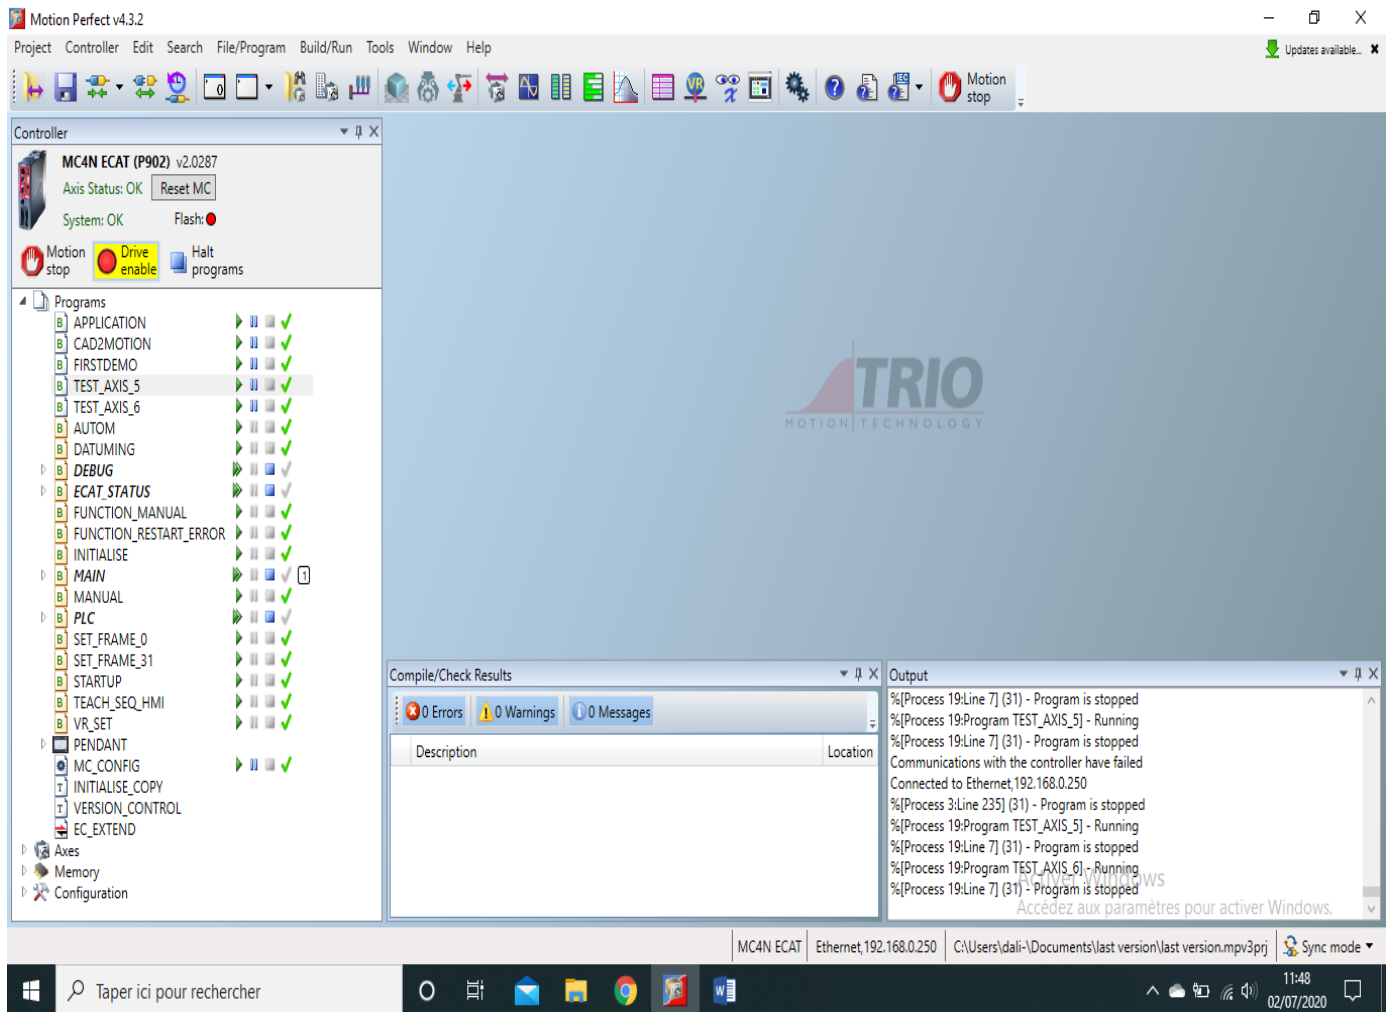 Motion Perfect v4.3.2
Project Controller Edit Search File/Program Build/Run Tools Window Help
Updates available...
Motion stop
Controller
MC4N ECAT (P902) v2.0287
Axis Status: OK Reset MC
System: OK Flash:
Motion stop Drive enable Halt programs
Programs
APPLICATION
CAD2MOTION
FIRSTDEMO
TEST_AXIS_5
TEST_AXIS_6
AUTOM
DATUMING
DEBUG
ECAT_STATUS
FUNCTION_MANUAL
FUNCTION_RESTART_ERROR
INITIALISE
MAIN 1
MANUAL
PLC
SET_FRAME_0
SET_FRAME_31
STARTUP
TEACH_SEQ_HMI
VR_SET
PENDANT
MC_CONFIG
INITIALISE_COPY
VERSION_CONTROL
EC_EXTEND
Axes
Memory
Configuration
TRIO
MOTION TECHNOLOGY
Compile/Check Results
0 Errors 0 Warnings 0 Messages
Description Location
Output
%[Process 19:Line 7] (31) - Program is stopped
%[Process 19:Program TEST_AXIS_5] - Running
%[Process 19:Line 7] (31) - Program is stopped
Communications with the controller have failed
Connected to Ethernet,192.168.0.250
%[Process 3:Line 235] (31) - Program is stopped
%[Process 19:Program TEST_AXIS_5] - Running
%[Process 19:Line 7] (31) - Program is stopped
%[Process 19:Program TEST_AXIS_6] - Running
%[Process 19:Line 7] (31) - Program is stopped
Activer Windows
Accédez aux paramètres pour activer Windows.
MC4N ECAT Ethernet,192.168.0.250 C:\Users\dali-\Documents\last version\last version.mpv3prj Sync mode
Taper ici pour rechercher
11:48
02/07/2020